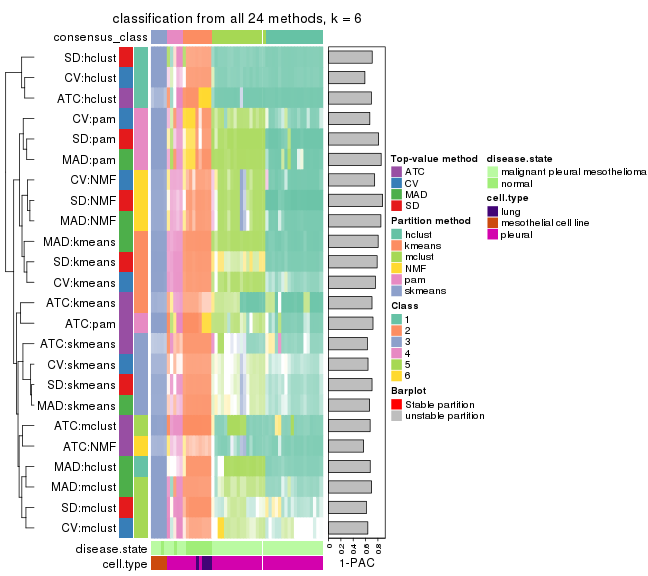 classification from all 24 methods, k = 6
consensus_class
SD:hclust
CV:hclust
ATC:hclust
CV:pam
SD:pam
MAD:pam
CV:NMF
SD:NMF
MAD:NMF
MAD:kmeans
SD:kmeans
CV:kmeans
ATC:kmeans
ATC:pam
ATC:skmeans
CV:skmeans
SD:skmeans
MAD:skmeans
ATC:mclust
ATC:NMF
MAD:hclust
MAD:mclust
SD:mclust
CV:mclust
disease.state
cell.type
0 0.2 0.4 0.6 0.8
1-PAC
Top-value method
ATC
CV
MAD
SD
Partition method
hclust
kmeans
mclust
NMF
pam
skmeans
Class
1
2
3
4
5
6
Barplot
Stable partition
unstable partition
disease.state
malignant pleural mesothelioma
normal
cell.type
lung
mesothelial cell line
pleural